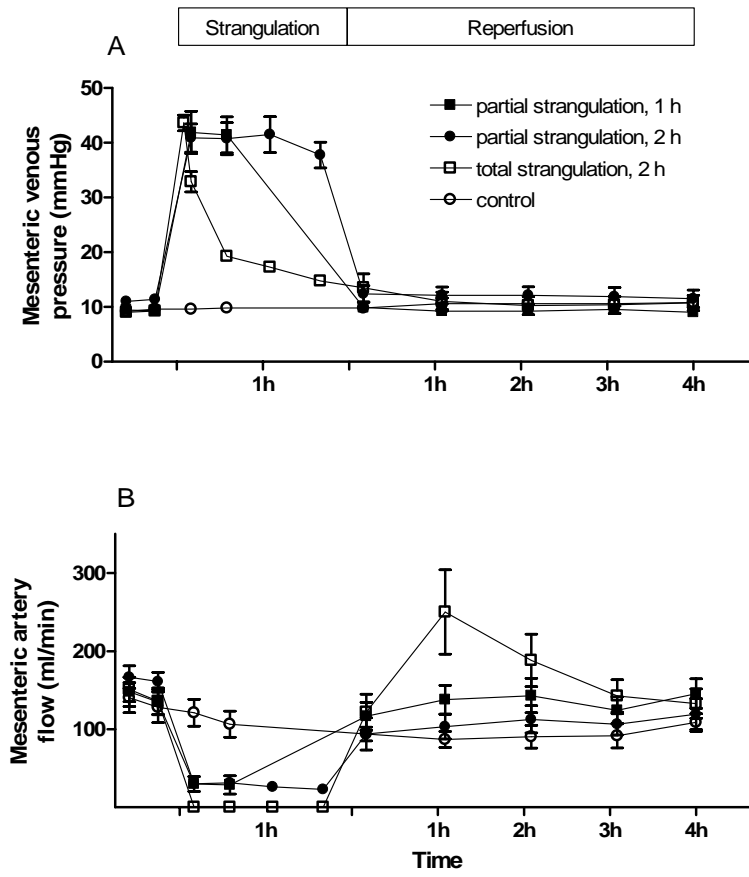 Strangulation
Reperfusion
A
50
40
30
20
10
0
Mesenteric venous
pressure (mmHg)
partial strangulation, 1 h
partial strangulation, 2 h
total strangulation, 2 h
control
1h
1h
2h
3h
4h
B
300
200
100
Mesenteric artery
flow (ml/min)
1h
1h
2h
3h
4h
Time